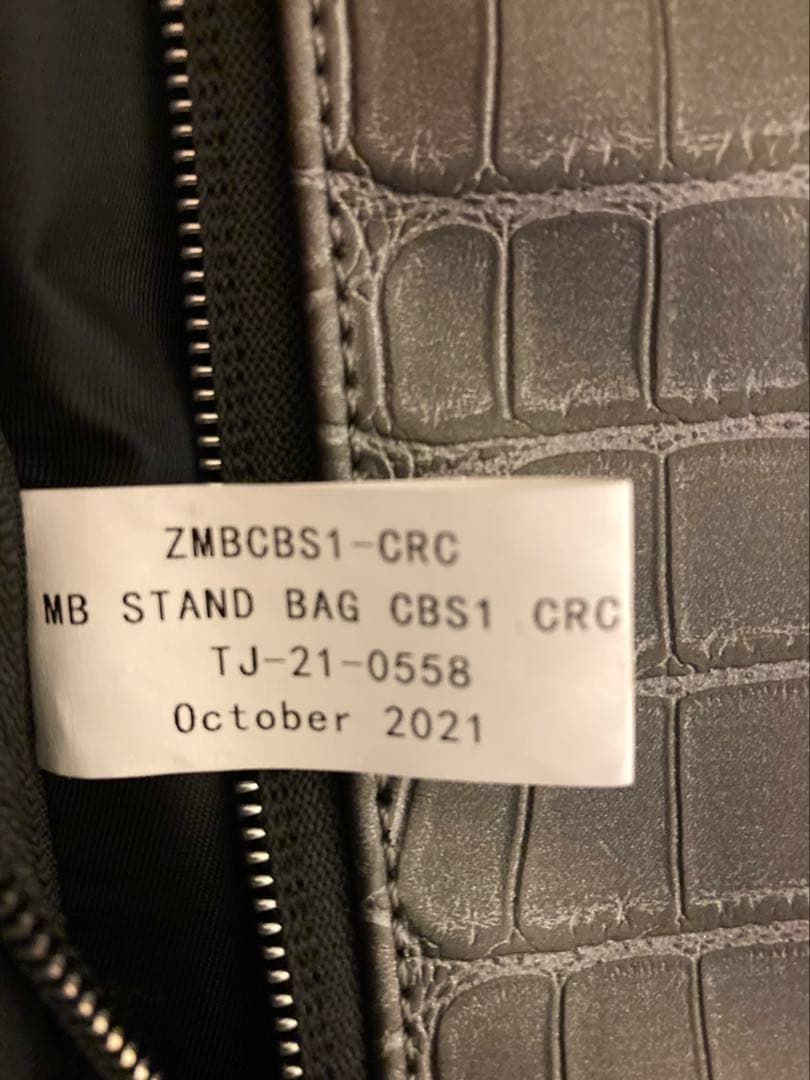 ZMBCBS1-CRC
MB STAND BAG CBS1 CRC
TJ-21-0558
October 2021